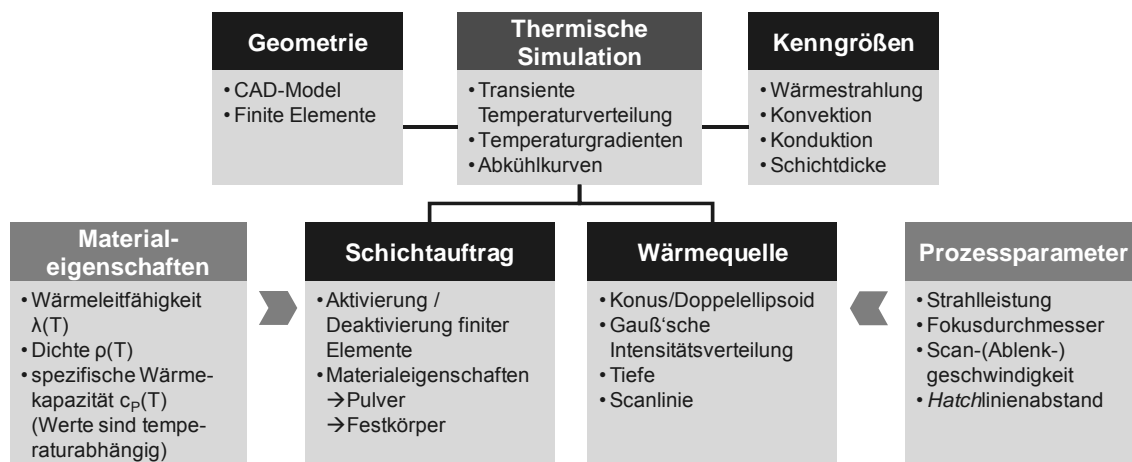 Geometrie
• CAD-Model
• Finite Elemente
Thermische
Simulation
• Transiente
Temperaturverteilung
• Temperaturgradienten
• Abkühlkurven
Kenngrößen
• Wärmestrahlung
• Konvektion
• Konduktion
• Schichtdicke
Material-
eigenschaften
• Wärmeleitfähigkeit
λ(T)
• Dichte ρ(T)
• spezifische Wärme-
kapazität cP(T)
(Werte sind tempe-
raturabhängig)
Schichtauftrag
• Aktivierung /
Deaktivierung finiter
Elemente
• Materialeigenschaften
→Pulver
→Festkörper
Wärmequelle
• Konus/Doppelellipsoid
• Gauß‘sche
Intensitätsverteilung
• Tiefe
• Scanlinie
Prozessparameter
• Strahlleistung
• Fokusdurchmesser
• Scan-(Ablenk-)
geschwindigkeit
• Hatchlinienabstand